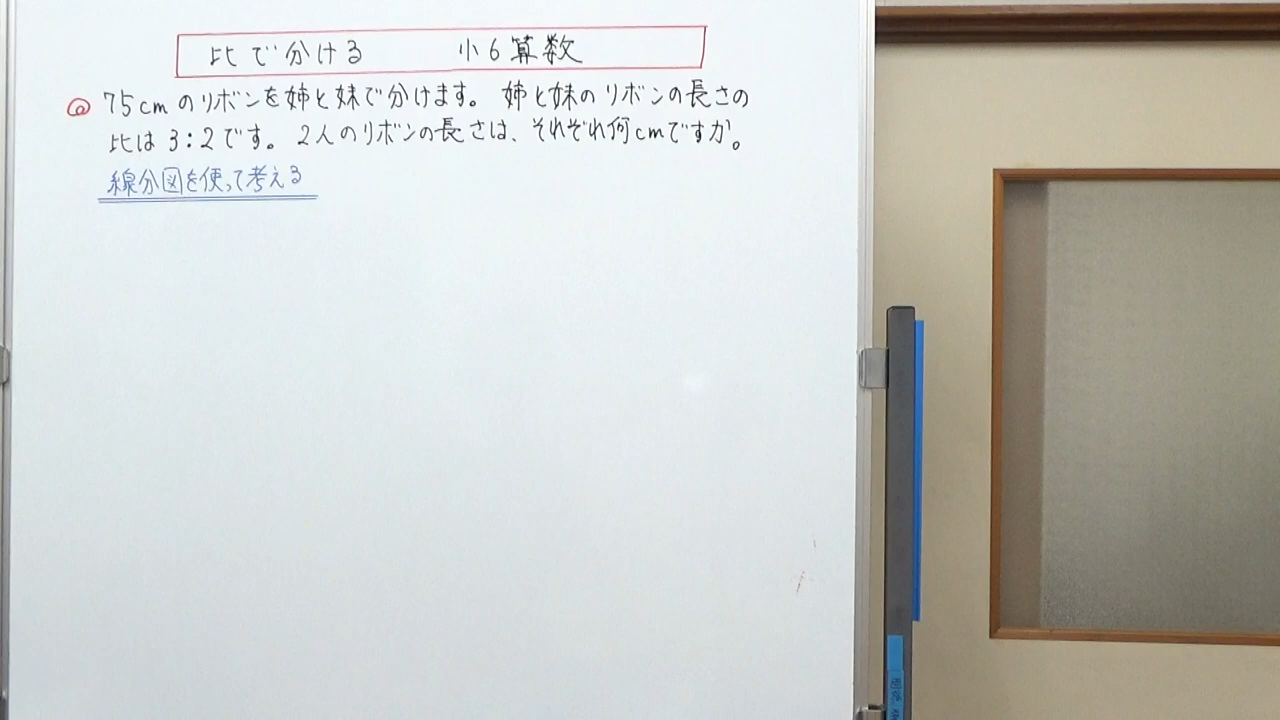 比で分ける 小6算数
@ 75cmのリボンを姉と妹で分けます。 姉と妹のリボンの長さの
比は 3:2です。 2人のリボンの長さは、それぞれ何cmですか。
線分図を使って考える